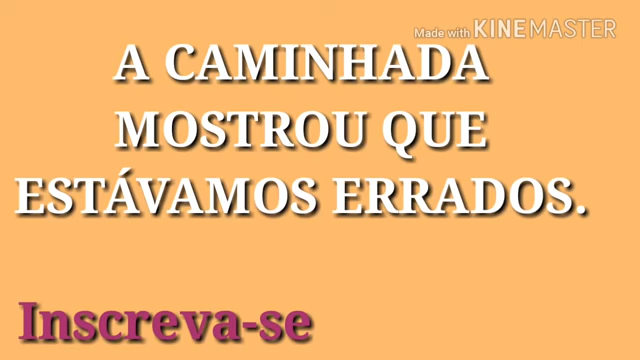 Made with KINEMASTER
A CAMINHADA
MOSTROU QUE
ESTÁVAMOS ERRADOS.
Inscreva-se